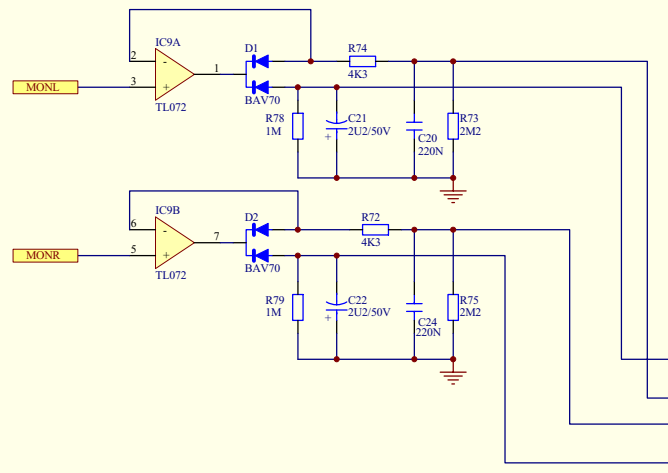 IC9A
D1
R74
2
-
1
4K3
MONL
3
+
TL072
BAV70
R78
1M
C21
2U2/50V
+
C20
220N
R73
2M2
IC9B
D2
R72
6
-
7
4K3
MONR
5
+
TL072
BAV70
R79
1M
C22
2U2/50V
+
C24
220N
R75
2M2